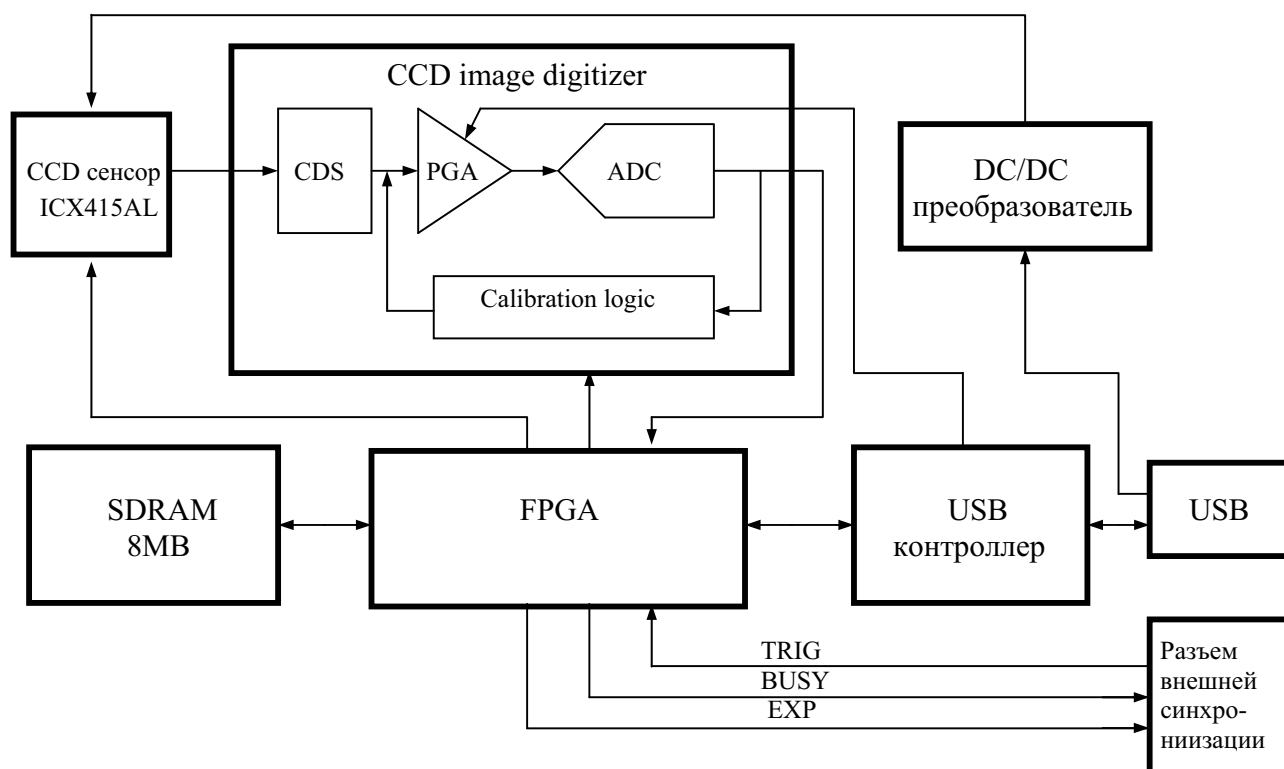 CCD image digitizer
CCD сенсор
ICX415AL
CDS
PGA
ADC
DC/DC
преобразователь
Calibration logic
SDRAM
8MB
FPGA
USB
контроллер
USB
TRIG
BUSY
EXP
Разъем
внешней
синхро-
ниизации